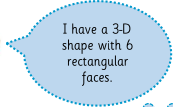 I have a 3-D
shape with 6
rectangular
faces.